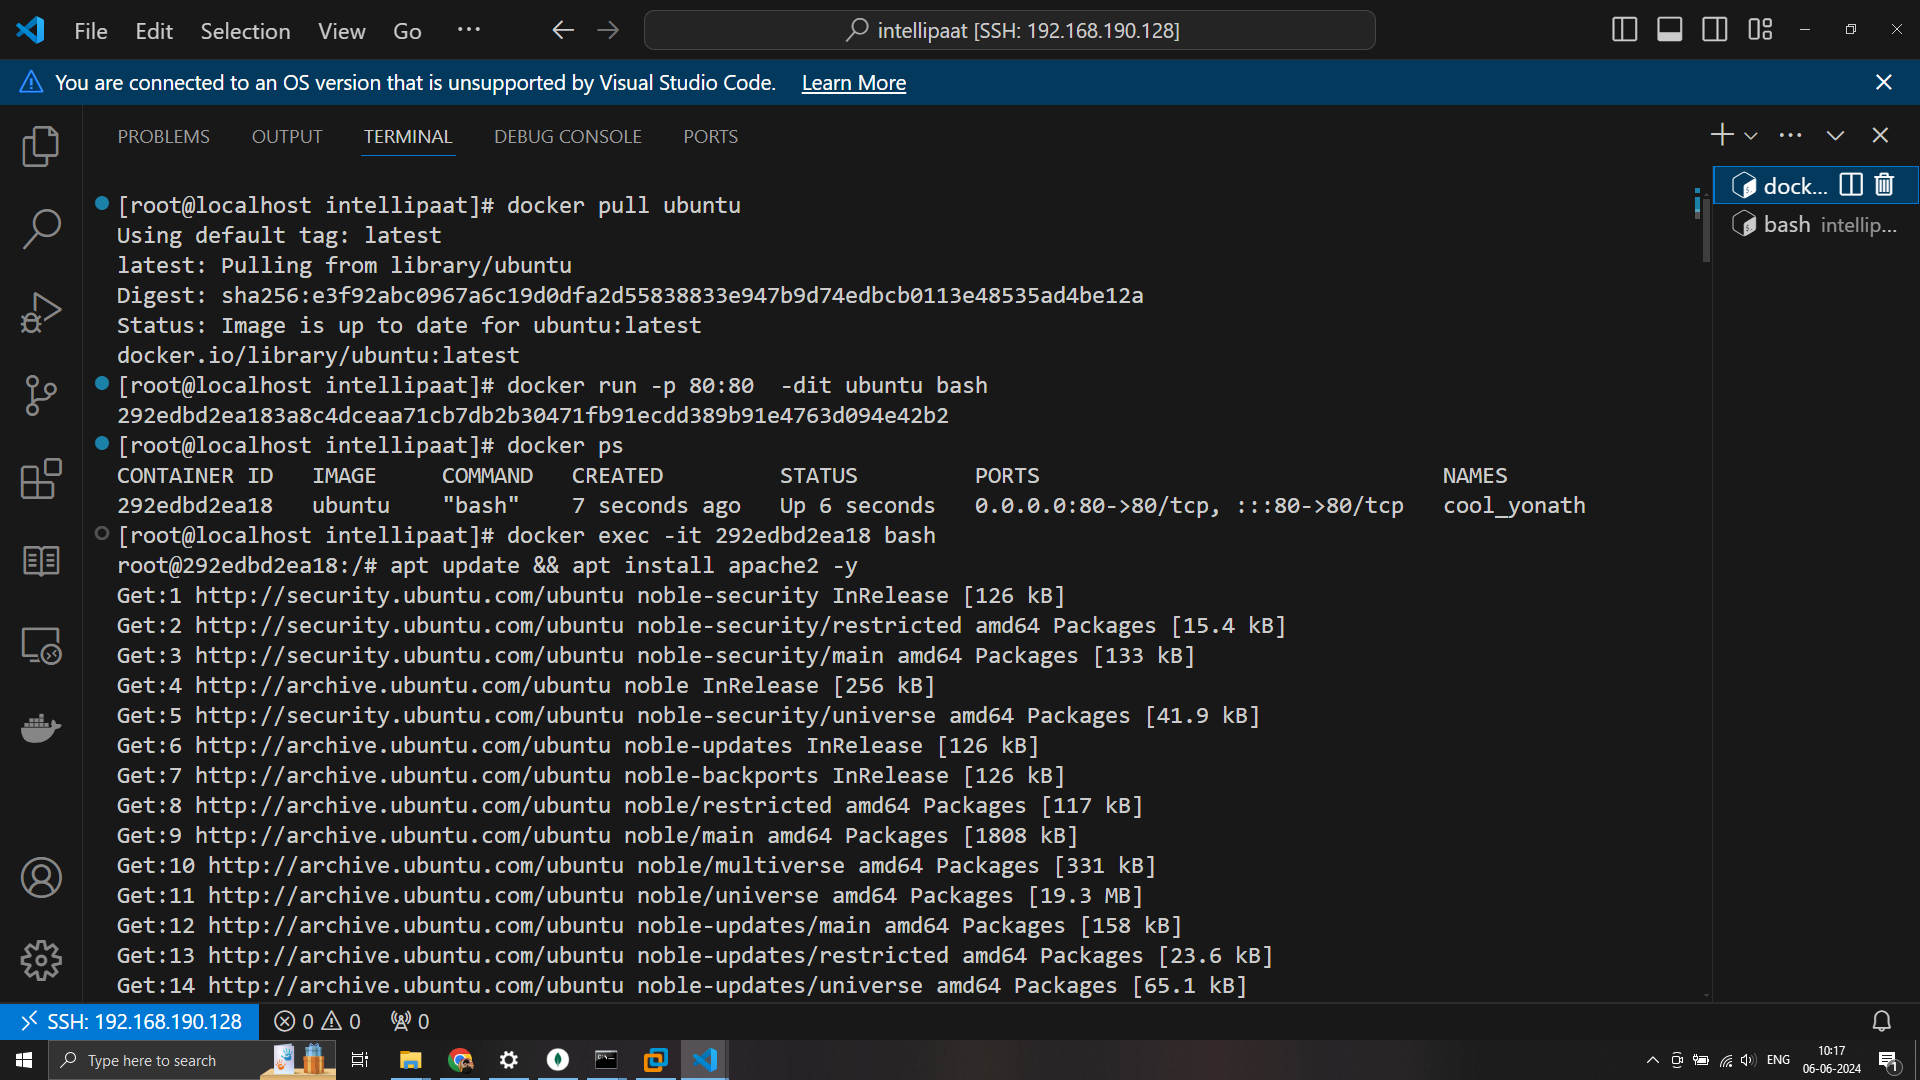 File Edit Selection View Go ··· intellipaat [SSH: 192.168.190.128]
You are connected to an OS version that is unsupported by Visual Studio Code. Learn More
PROBLEMS OUTPUT TERMINAL DEBUG CONSOLE PORTS
dock...
bash intellip...
[root@localhost intellipaat]# docker pull ubuntu
Using default tag: latest
latest: Pulling from library/ubuntu
Digest: sha256:e3f92abc0967a6c19d0dfa2d55838833e947b9d74edbcb0113e48535ad4be12a
Status: Image is up to date for ubuntu:latest
docker.io/library/ubuntu:latest
[root@localhost intellipaat]# docker run -p 80:80  -dit ubuntu bash
292edbd2ea183a8c4dceaa71cb7db2b30471fb91ecdd389b91e4763d094e42b2
[root@localhost intellipaat]# docker ps
CONTAINER ID   IMAGE     COMMAND   CREATED         STATUS         PORTS                               NAMES
292edbd2ea18   ubuntu    "bash"    7 seconds ago   Up 6 seconds   0.0.0.0:80->80/tcp, :::80->80/tcp   cool_yonath
[root@localhost intellipaat]# docker exec -it 292edbd2ea18 bash
root@292edbd2ea18:/# apt update && apt install apache2 -y
Get:1 http://security.ubuntu.com/ubuntu noble-security InRelease [126 kB]
Get:2 http://security.ubuntu.com/ubuntu noble-security/restricted amd64 Packages [15.4 kB]
Get:3 http://security.ubuntu.com/ubuntu noble-security/main amd64 Packages [133 kB]
Get:4 http://archive.ubuntu.com/ubuntu noble InRelease [256 kB]
Get:5 http://security.ubuntu.com/ubuntu noble-security/universe amd64 Packages [41.9 kB]
Get:6 http://archive.ubuntu.com/ubuntu noble-updates InRelease [126 kB]
Get:7 http://archive.ubuntu.com/ubuntu noble-backports InRelease [126 kB]
Get:8 http://archive.ubuntu.com/ubuntu noble/restricted amd64 Packages [117 kB]
Get:9 http://archive.ubuntu.com/ubuntu noble/main amd64 Packages [1808 kB]
Get:10 http://archive.ubuntu.com/ubuntu noble/multiverse amd64 Packages [331 kB]
Get:11 http://archive.ubuntu.com/ubuntu noble/universe amd64 Packages [19.3 MB]
Get:12 http://archive.ubuntu.com/ubuntu noble-updates/main amd64 Packages [158 kB]
Get:13 http://archive.ubuntu.com/ubuntu noble-updates/restricted amd64 Packages [23.6 kB]
Get:14 http://archive.ubuntu.com/ubuntu noble-updates/universe amd64 Packages [65.1 kB]
SSH: 192.168.190.128 0 0 0
Type here to search ENG 10:17
06-06-2024 1